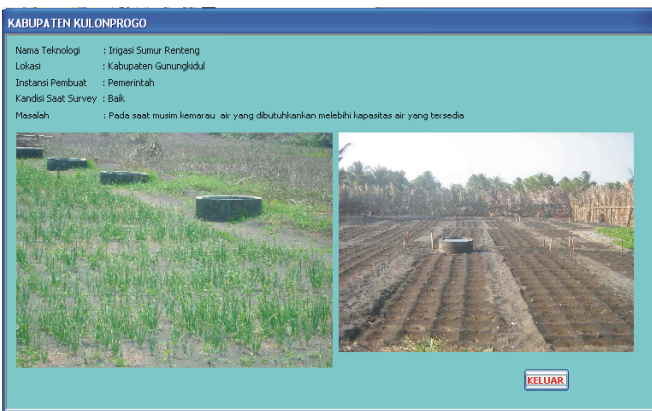 KABUPATEN KULONPROGO
Nama Teknologi : Irigasi Sumur Renteng
Lokasi : Kabupaten Gunungkidul
Instansi Pembuat : Pemerintah
Kandisi Saat Survey : Baik
Masalah : Pada saat musim kemarau air yang dibutuhkankan melebihi kapasitas air yang tersedia
KELUAR